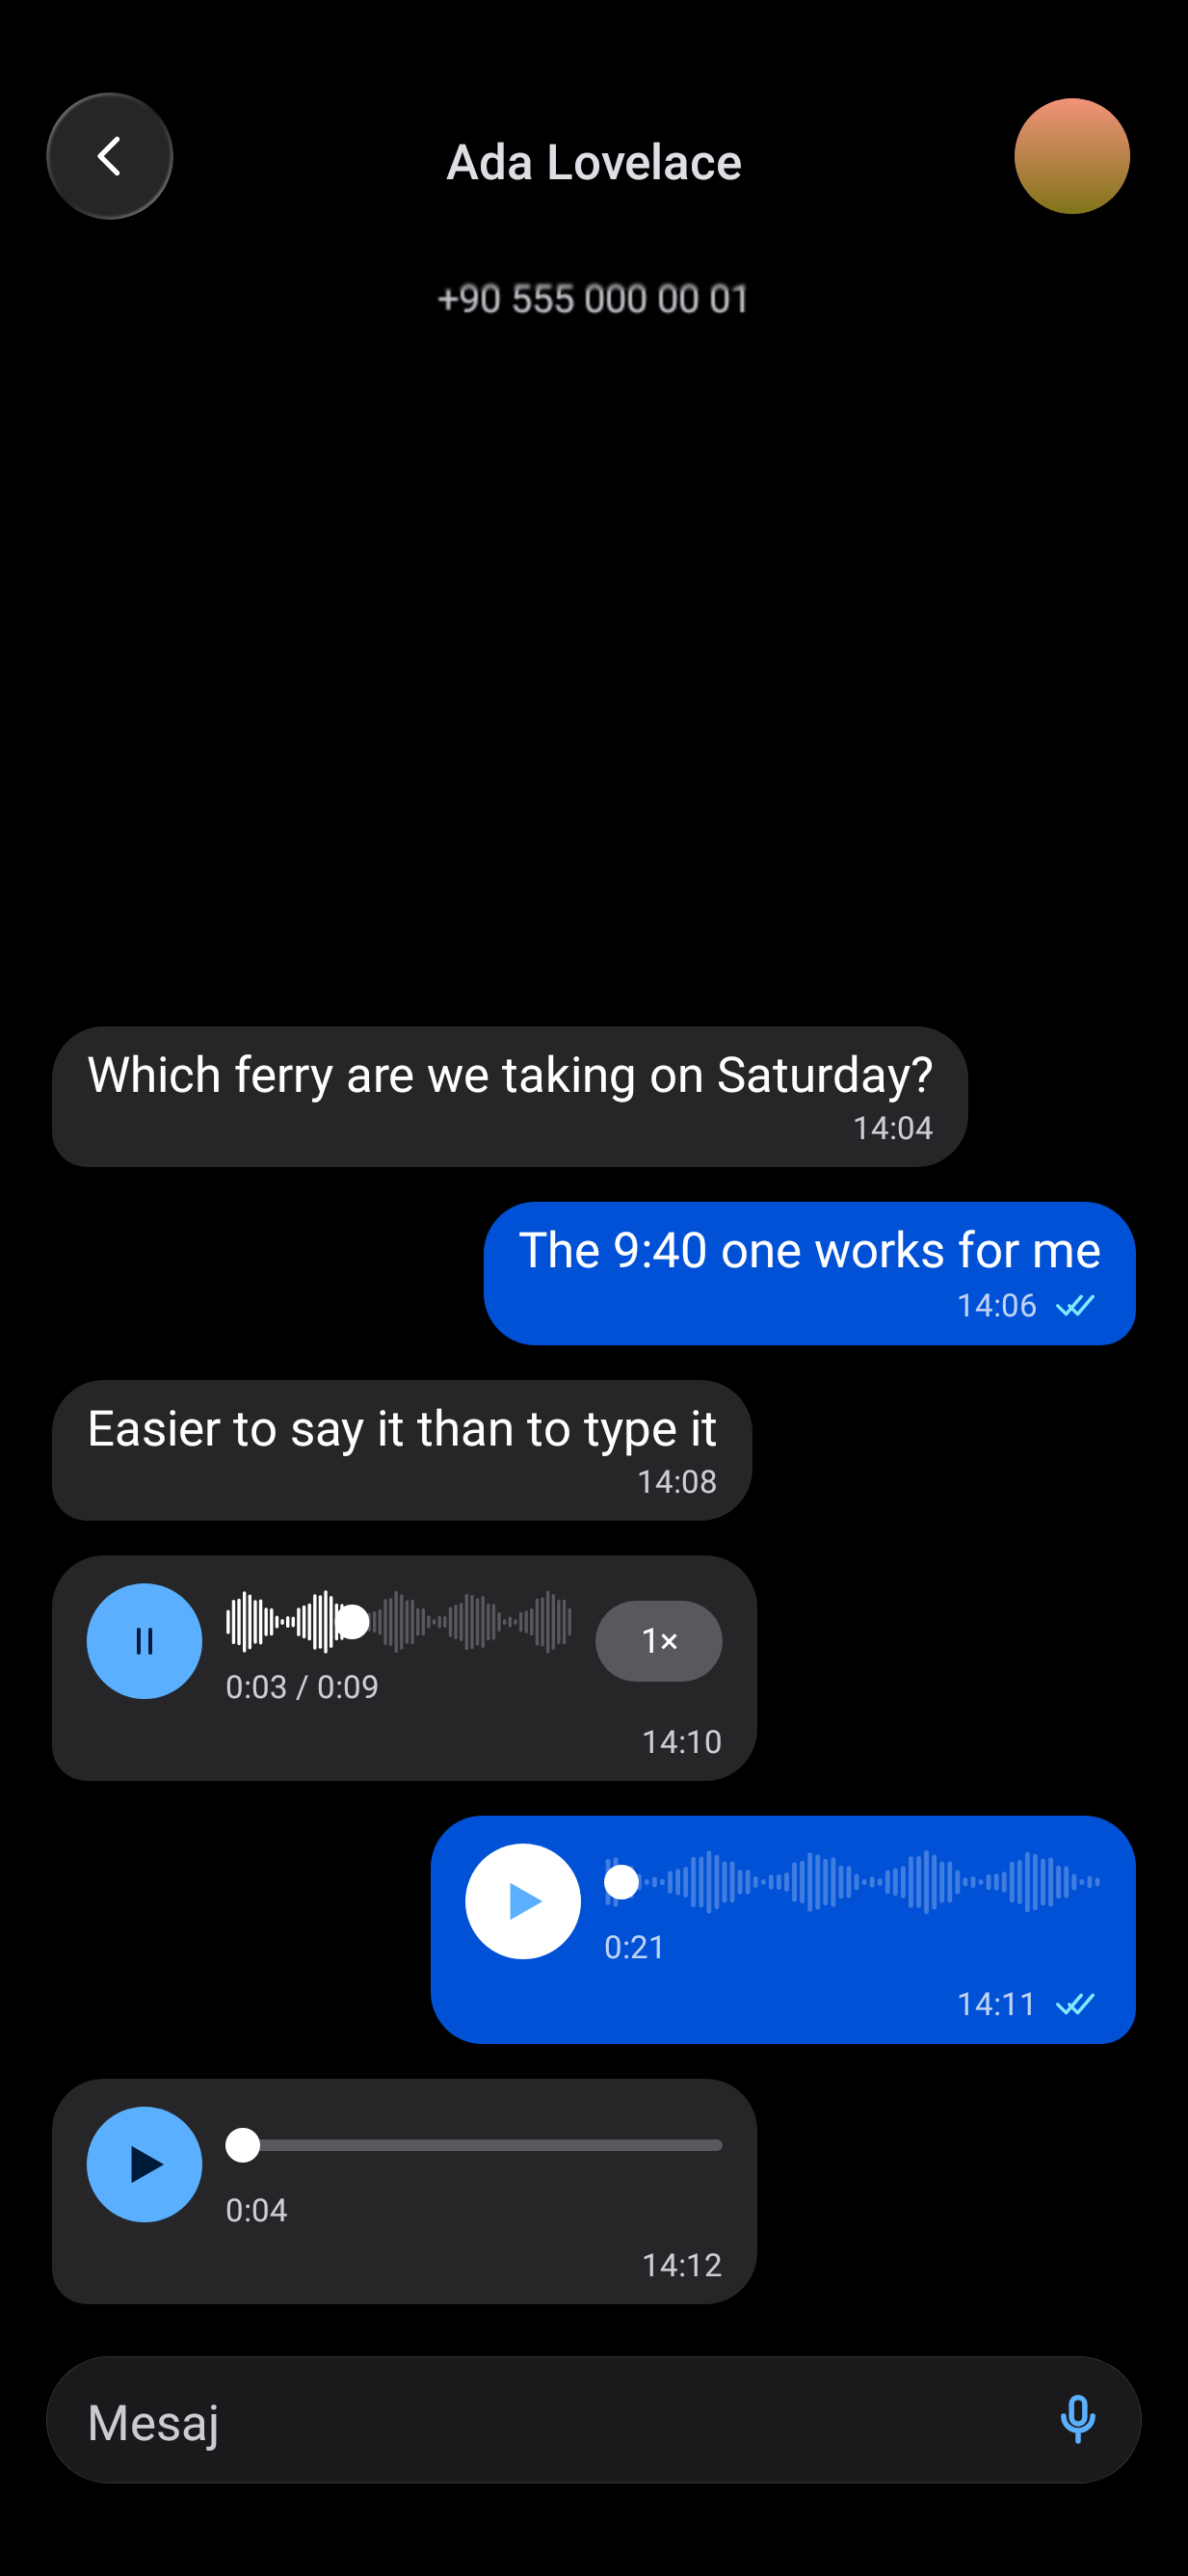 Ada Lovelace
+90 555 000 00 01
Which ferry are we taking on Saturday?
14:04
The 9:40 one works for me
14:06
Easier to say it than to type it
14:08
1×
0:03 / 0:09
14:10
0:21
14:11
0:04
14:12
Mesaj